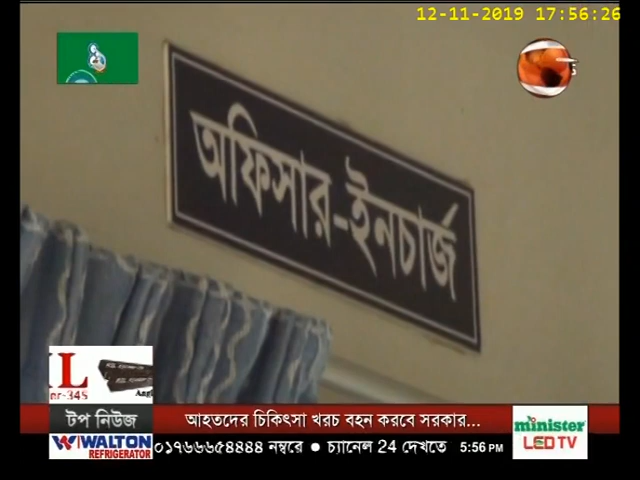 12-11-2019 17:56:26
অফিসার-ইনচার্জ
টপ নিউজ
আহতদের চিকিৎসা খরচ বহন করবে সরকার...
WALTON
REFRIGERATOR
০১৭৬৬৬৫৪৪৪৪ নম্বরে • চ্যানেল 24 দেখতে
5:56 PM
minister
LED TV